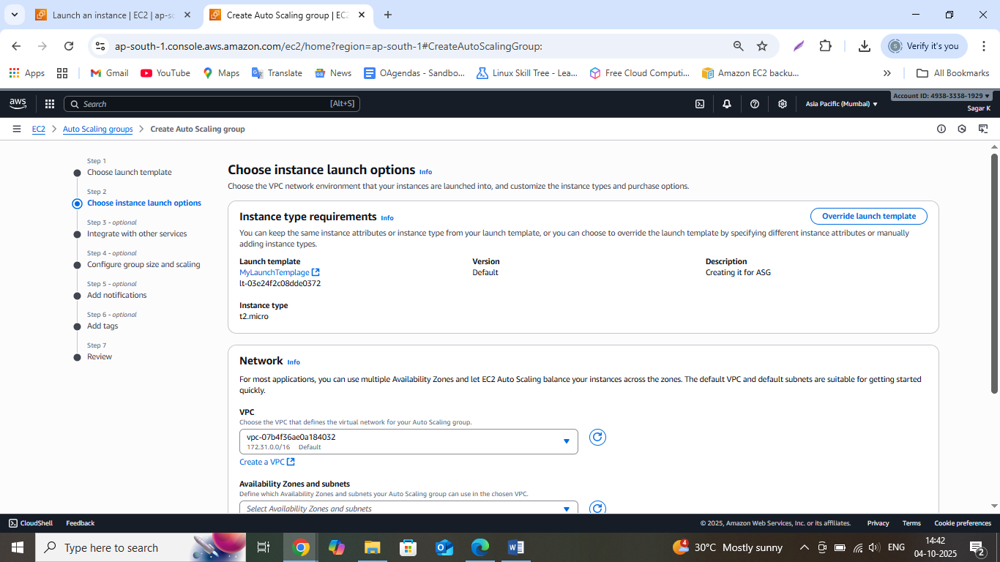 Launch an instance | EC2 | ap-so
Create Auto Scaling group | EC2
ap-south-1.console.aws.amazon.com/ec2/home?region=ap-south-1#CreateAutoScalingGroup:
S
Verify it's you
Apps
Gmail
YouTube
Maps
Translate
News
OAgendas - Sandbo...
Linux Skill Tree - Lea...
Free Cloud Computi...
Amazon EC2 backu...
All Bookmarks
aws
Search
[Alt+S]
Asia Pacific (Mumbai)
Account ID: 4938-3338-1929
Sagar K
EC2
Auto Scaling groups
Create Auto Scaling group
Step 1
Choose launch template
Step 2
Choose instance launch options
Step 3 - optional
Integrate with other services
Step 4 - optional
Configure group size and scaling
Step 5 - optional
Add notifications
Step 6 - optional
Add tags
Step 7
Review
Choose instance launch options Info
Choose the VPC network environment that your instances are launched into, and customize the instance types and purchase options.
Instance type requirements Info
Override launch template
You can keep the same instance attributes or instance type from your launch template, or you can choose to override the launch template by specifying different instance attributes or manually
adding instance types.
Launch template
MyLaunchTemplage
lt-03e24f2c08dde0372
Version
Default
Description
Creating it for ASG
Instance type
t2.micro
Network Info
For most applications, you can use multiple Availability Zones and let EC2 Auto Scaling balance your instances across the zones. The default VPC and default subnets are suitable for getting started
quickly.
VPC
Choose the VPC that defines the virtual network for your Auto Scaling group.
vpc-07b4f36ae0a184032
172.31.0.0/16 Default
Create a VPC
Availability Zones and subnets
Define which Availability Zones and subnets your Auto Scaling group can use in the chosen VPC.
Select Availability Zones and subnets
CloudShell
Feedback
© 2025, Amazon Web Services, Inc. or its affiliates.
Privacy
Terms
Cookie preferences
Type here to search
30°C Mostly sunny
ENG
14:42
04-10-2025
2